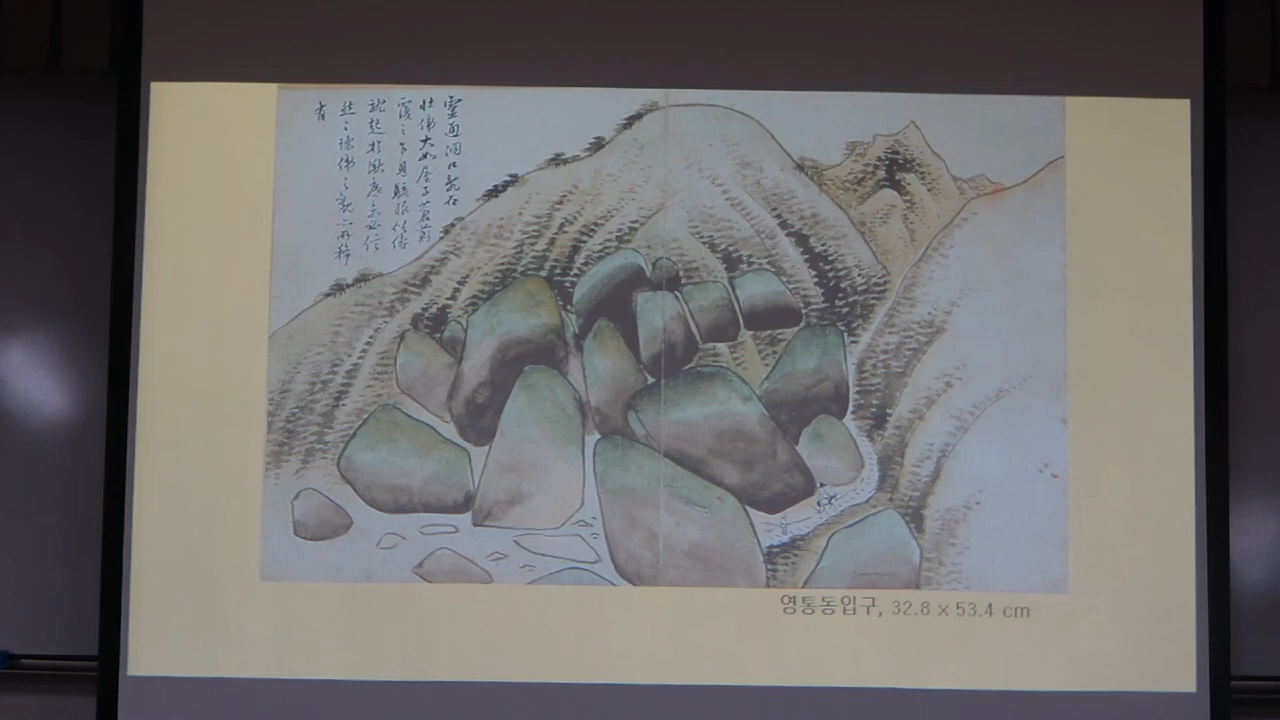 靈通洞口亂石
壯偉大如屋子蒼蘚
覆之乍見駭眼俗傳
龍起於湫底未必信
然〻瓌偉之觀亦所稀
有
영통동입구, 32.8 × 53.4 cm